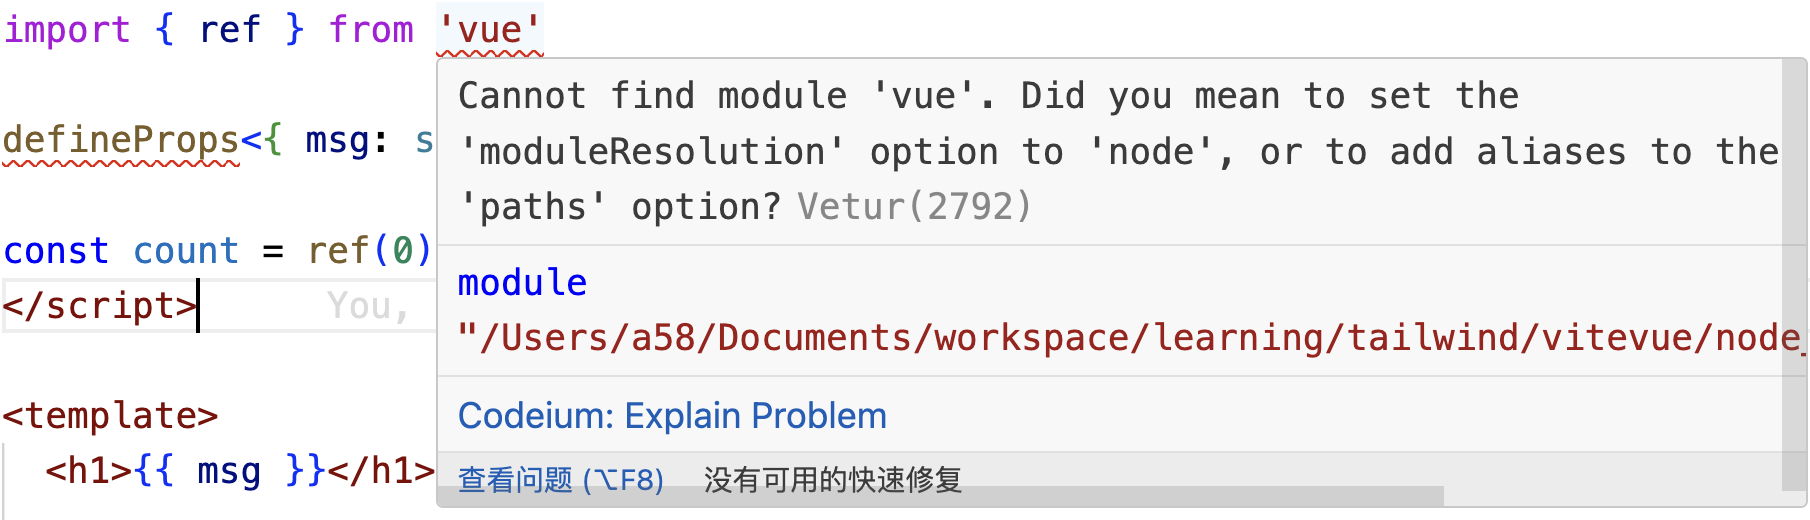 import { ref } from 'vue'
Cannot find module 'vue'. Did you mean to set the
'moduleResolution' option to 'node', or to add aliases to the
'paths' option? Vetur(2792)
module
"/Users/a58/Documents/workspace/learning/tailwind/vitevue/node_
Codeium: Explain Problem
查看问题 (⌥F8) 没有可用的快速修复
defineProps<{ msg: s
const count = ref(0)
</script> You,
<template>
<h1>{{ msg }}</h1>